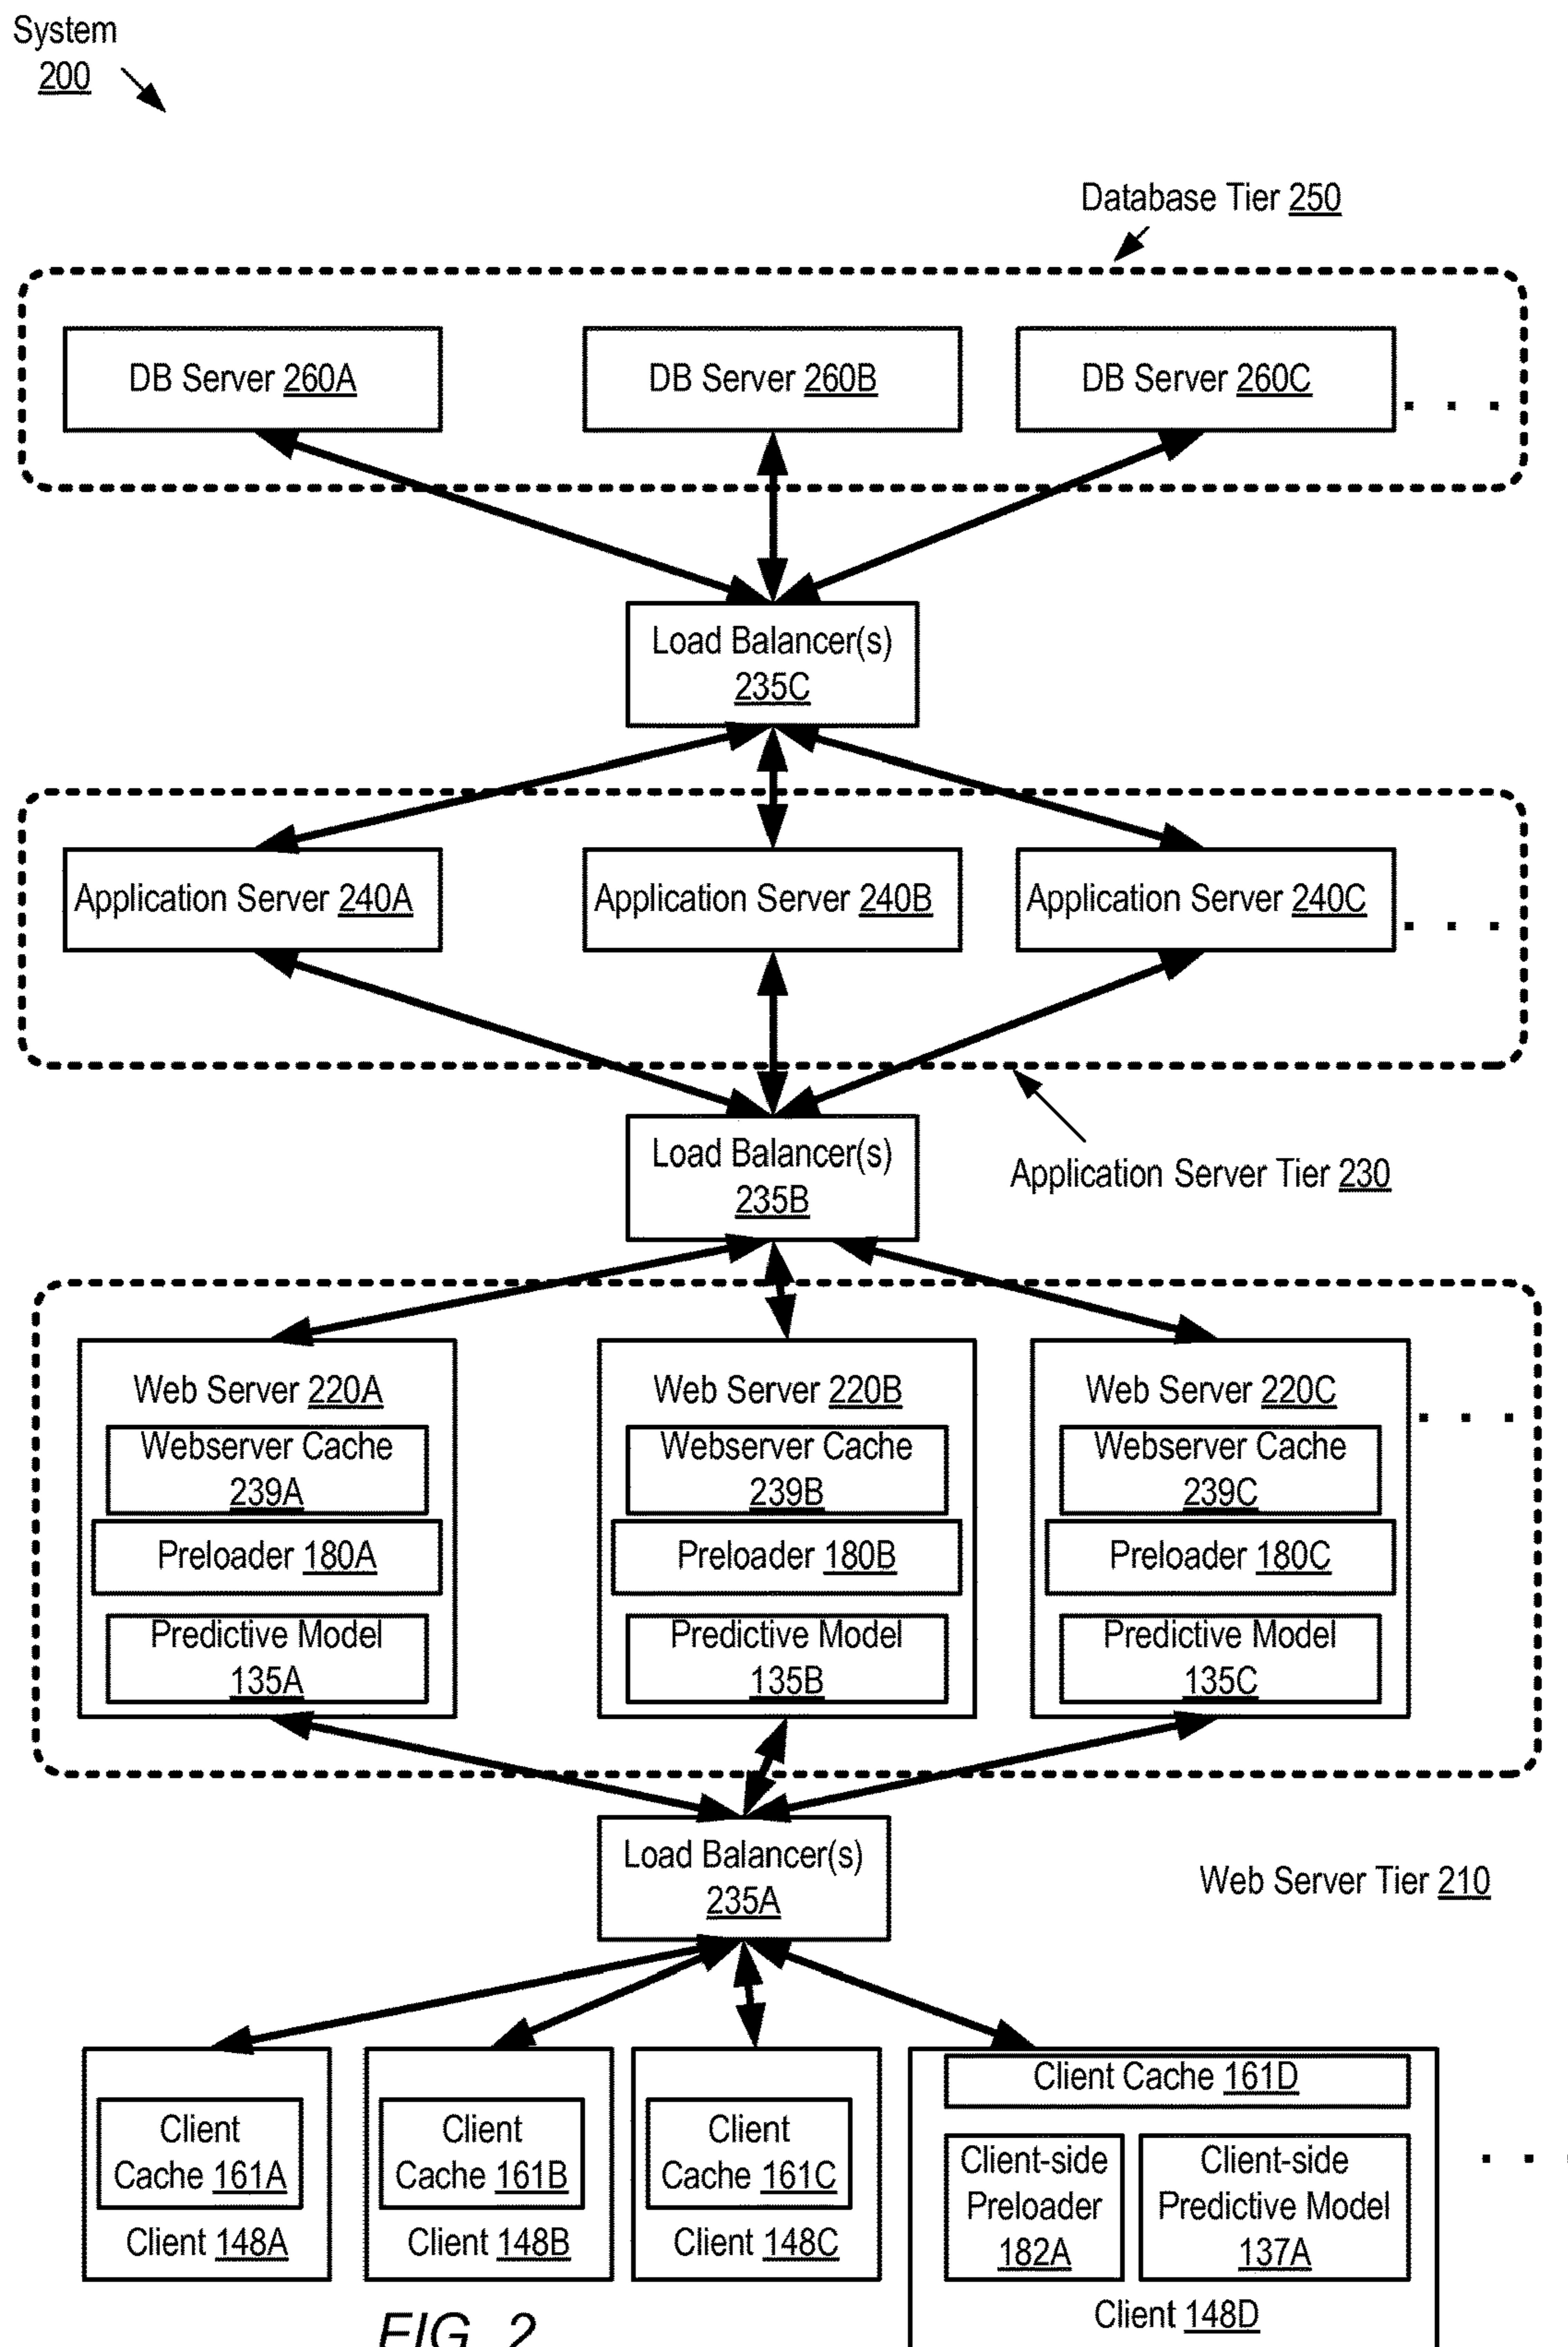 System
200
Database Tier 250
DB Server 260A
DB Server 260B
DB Server 260C
. . .
Load Balancer(s)
235C
Application Server 240A
Application Server 240B
Application Server 240C
. . .
Load Balancer(s)
235B
Application Server Tier 230
Web Server 220A
Webserver Cache
239A
Preloader 180A
Predictive Model
135A
Web Server 220B
Webserver Cache
239B
Preloader 180B
Predictive Model
135B
Web Server 220C
Webserver Cache
239C
Preloader 180C
Predictive Model
135C
. . .
Load Balancer(s)
235A
Web Server Tier 210
Client
Cache 161A
Client 148A
Client
Cache 161B
Client 148B
Client
Cache 161C
Client 148C
Client Cache 161D
Client-side
Preloader
182A
Client-side
Predictive Model
137A
Client 148D
. . .
FIG. 2